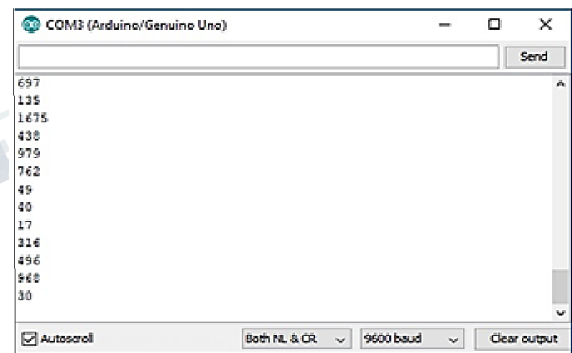 COM3 (Arduino/Genuino Uno)
Send
697
135
1675
438
979
762
49
40
17
316
496
968
30
Autoscroll
Both NL & CR
9600 baud
Clear output